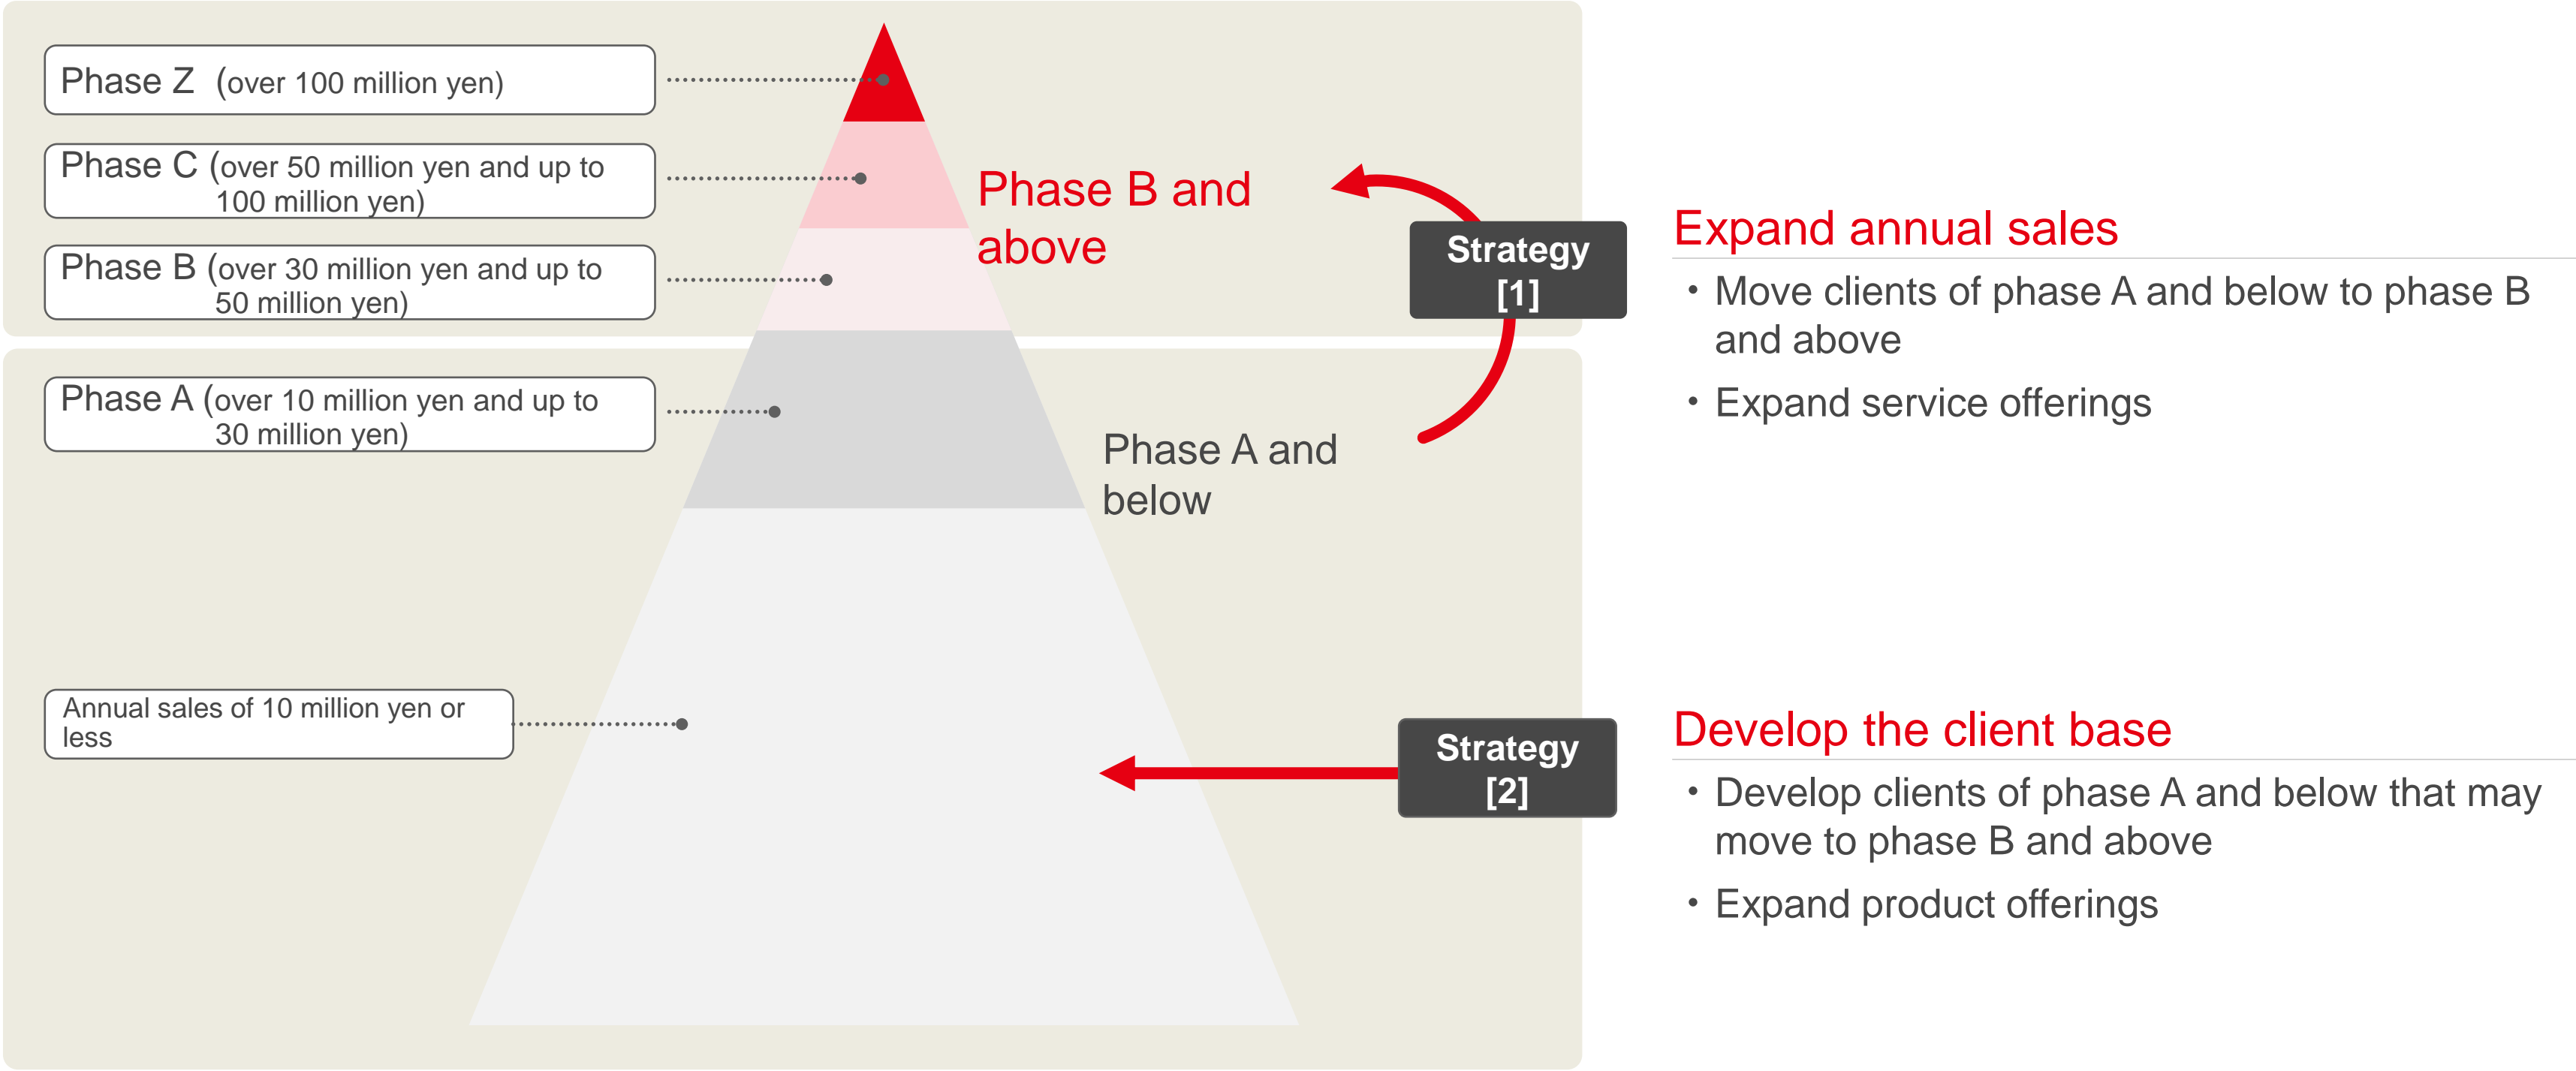 Phase Z (over 100 million yen)
Phase C (over 50 million yen and up to
100 million yen)
Phase B (over 30 million yen and up to
50 million yen)
Phase B and
above
Phase A (over 10 million yen and up to
30 million yen)
Phase A and
below
Annual sales of 10 million yen or
less
Strategy
[1]
Expand annual sales
・Move clients of phase A and below to phase B
and above
・Expand service offerings
Strategy
[2]
Develop the client base
・Develop clients of phase A and below that may
move to phase B and above
・Expand product offerings